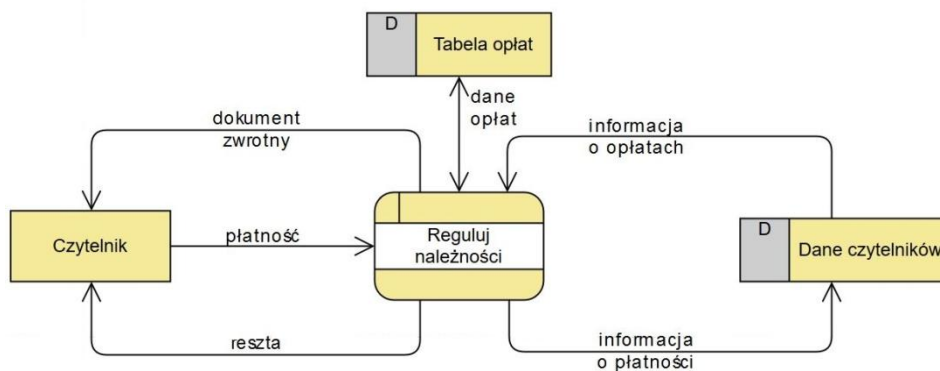 D
Tabela opłat
dane
opłat
dokument
zwrotny
informacja
o opłatach
Czytelnik
płatność
Reguluj
należności
D
Dane czytelników
reszta
informacja
o płatności